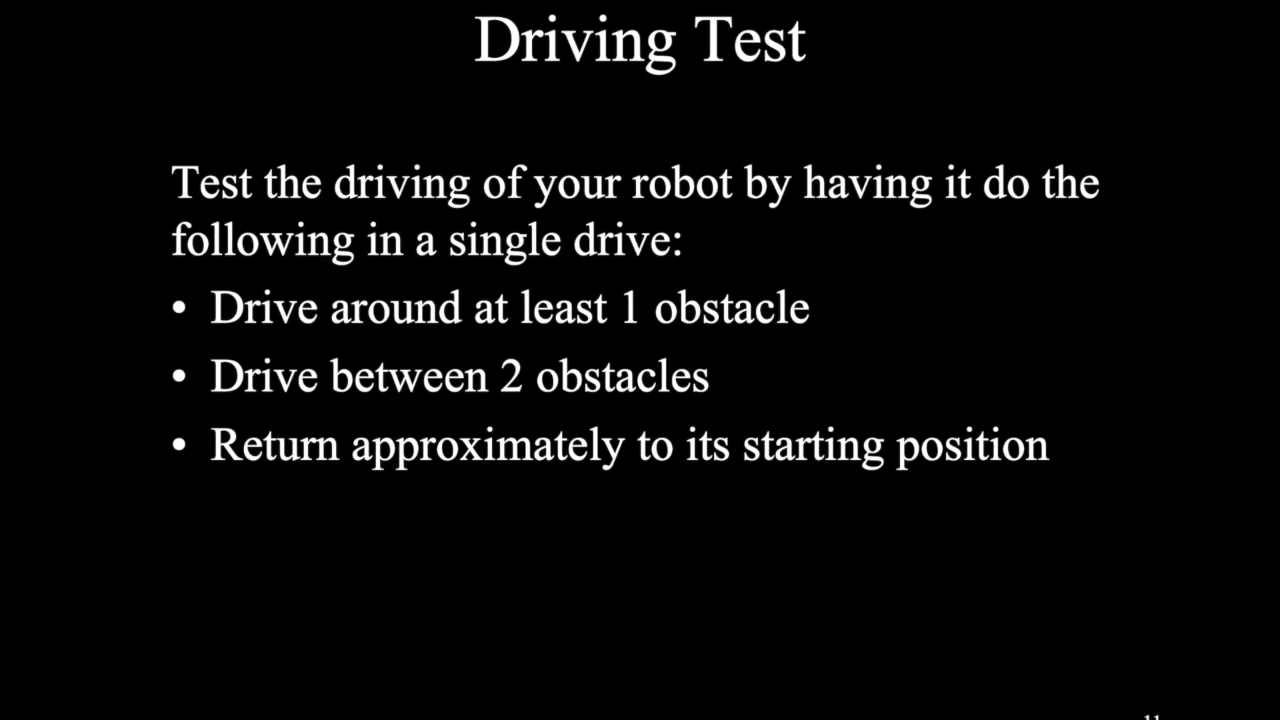 Driving Test
Test the driving of your robot by having it do the
following in a single drive:
• Drive around at least 1 obstacle
• Drive between 2 obstacles
• Return approximately to its starting position